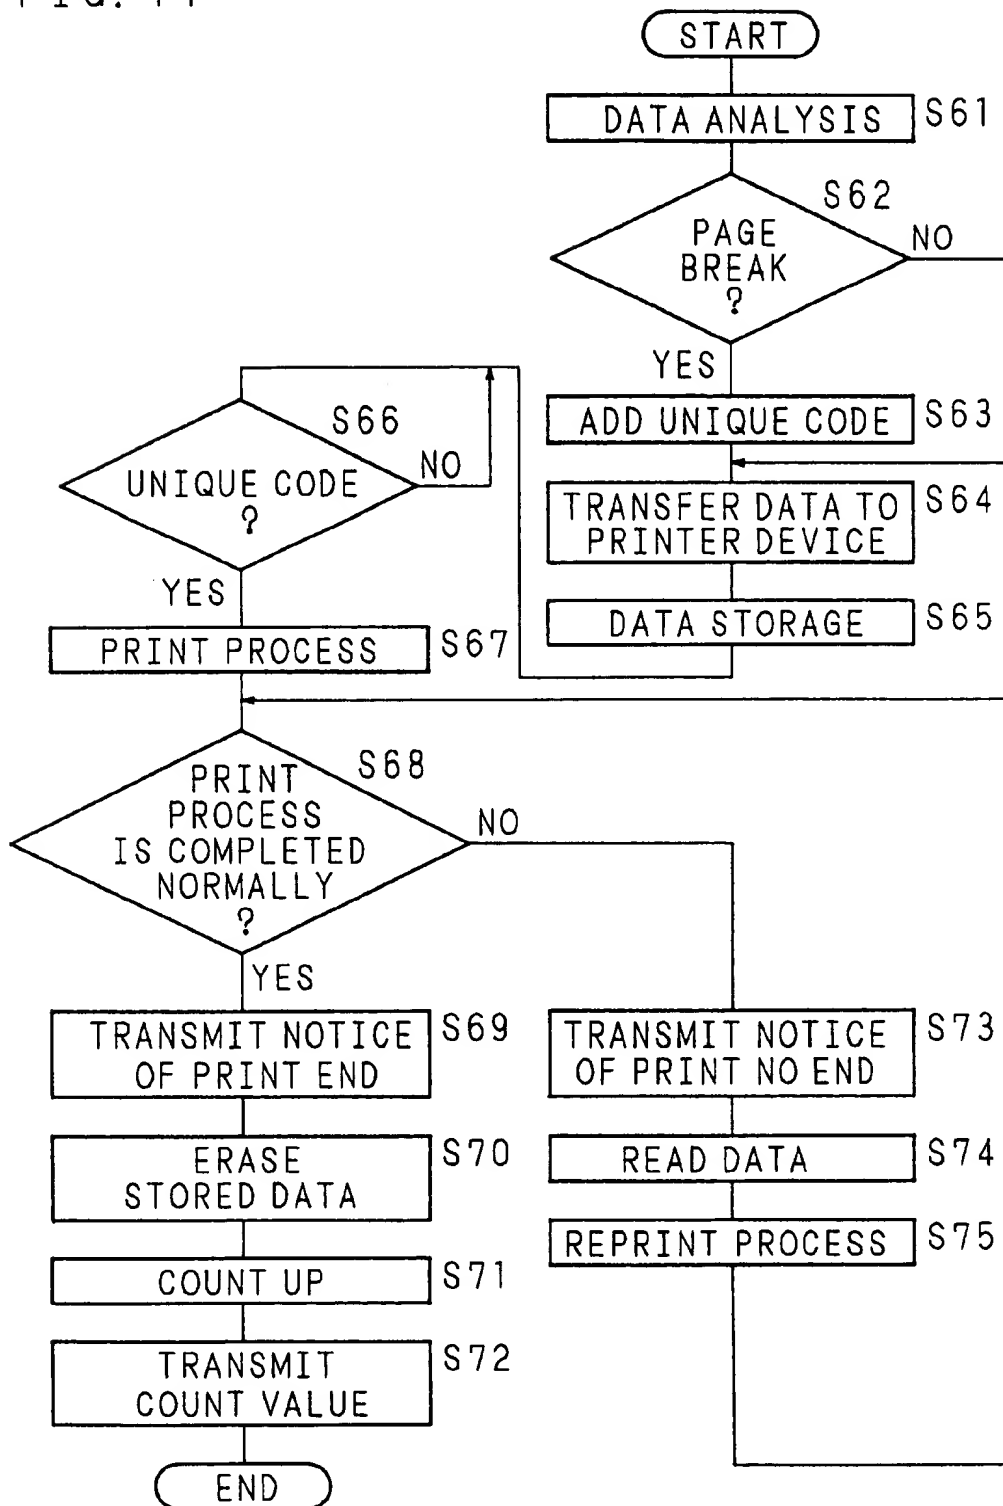 START
DATA ANALYSIS S61
S62
PAGE
BREAK
?
NO
YES
ADD UNIQUE CODE S63
TRANSFER DATA TO
PRINTER DEVICE
S64
DATA STORAGE S65
S66
UNIQUE CODE
?
NO
YES
PRINT PROCESS S67
S68
PRINT
PROCESS
IS COMPLETED
NORMALLY
?
NO
YES
TRANSMIT NOTICE
OF PRINT END
S69
ERASE
STORED DATA
S70
COUNT UP S71
TRANSMIT
COUNT VALUE
S72
END
TRANSMIT NOTICE
OF PRINT NO END
S73
READ DATA S74
REPRINT PROCESS S75